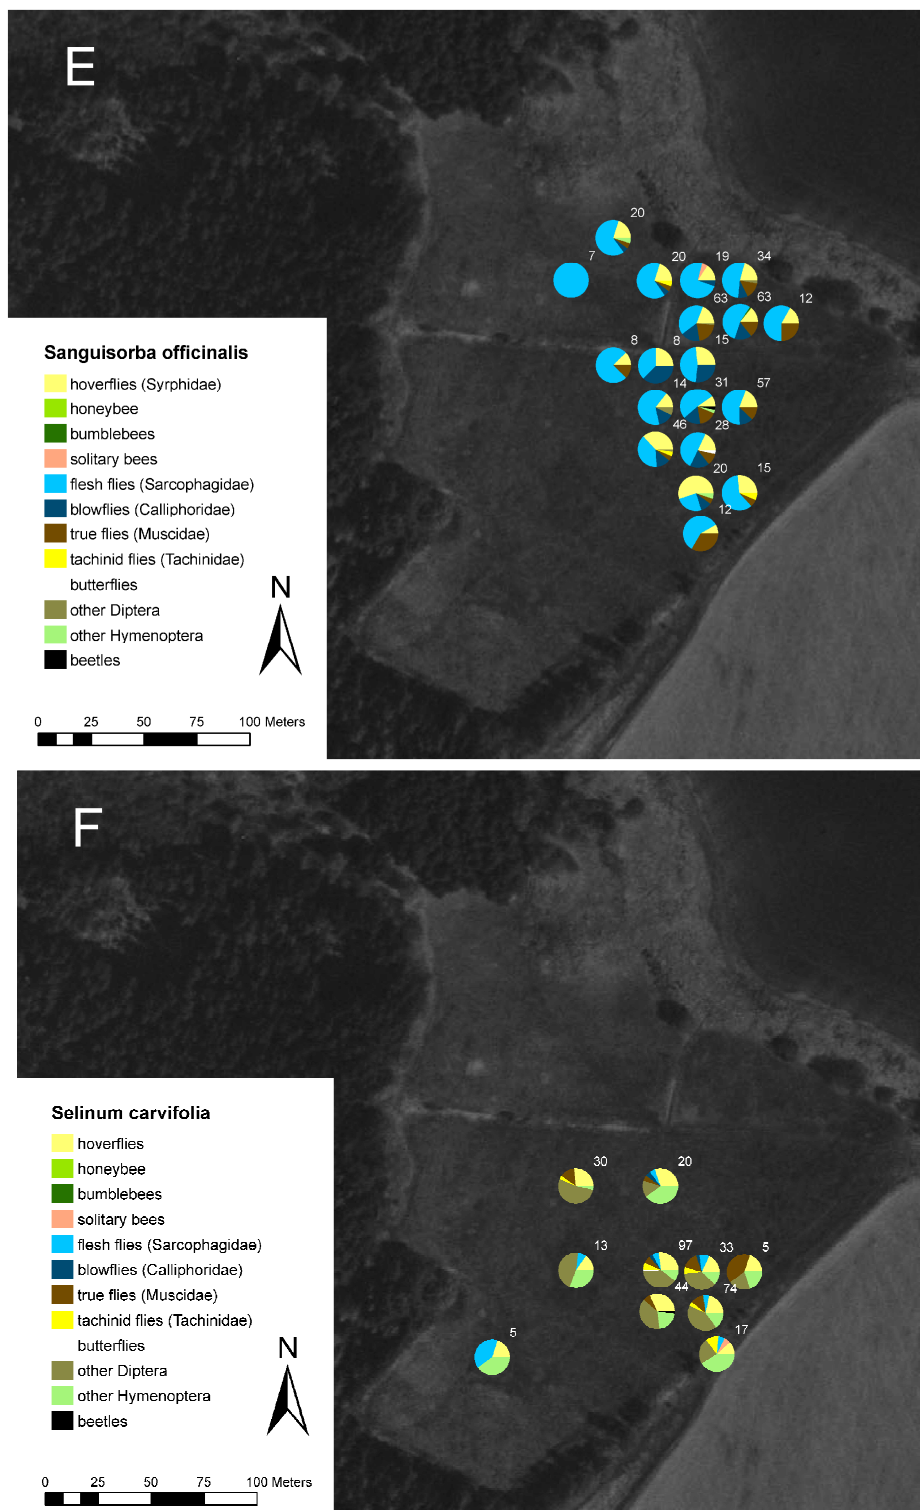 E
20
7
20 19 34
63 63 12
8 8 15
14 31 57
46 28
20 15
12
Sanguisorba officinalis
hoverflies (Syrphidae)
honeybee
bumblebees
solitary bees
flesh flies (Sarcophagidae)
blowflies (Calliphoridae)
true flies (Muscidae)
tachinid flies (Tachinidae)
butterflies
other Diptera
other Hymenoptera
beetles
N
0 25 50 75 100 Meters
F
30 20
13 97 33 5
44 74
5 17
Selinum carvifolia
hoverflies
honeybee
bumblebees
solitary bees
flesh flies (Sarcophagidae)
blowflies (Calliphoridae)
true flies (Muscidae)
tachinid flies (Tachinidae)
butterflies
other Diptera
other Hymenoptera
beetles
N
0 25 50 75 100 Meters